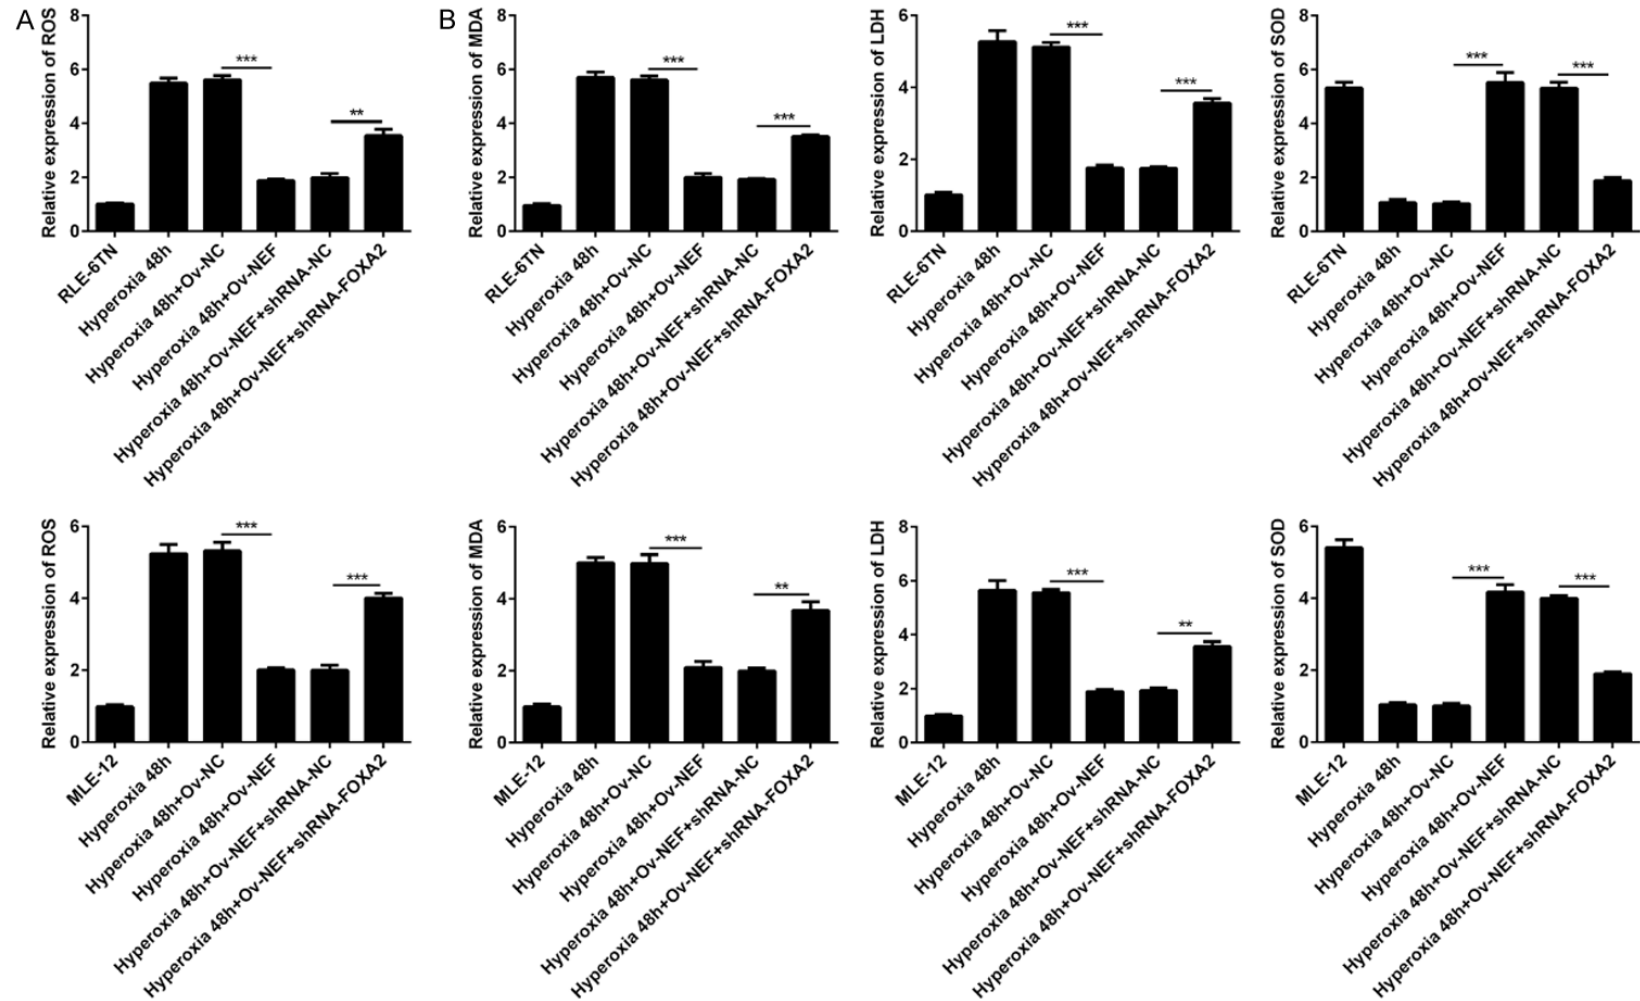 A
Relative expression of ROS
8
6
4
2
0
***
**
RLE-6TN
Hyperoxia 48h
Hyperoxia 48h+Ov-NC
Hyperoxia 48h+Ov-NEF
Hyperoxia 48h+Ov-NEF+shRNA-NC
Hyperoxia 48h+Ov-NEF+shRNA-FOXA2
B
Relative expression of MDA
8
6
4
2
0
***
***
RLE-6TN
Hyperoxia 48h
Hyperoxia 48h+Ov-NC
Hyperoxia 48h+Ov-NEF
Hyperoxia 48h+Ov-NEF+shRNA-NC
Hyperoxia 48h+Ov-NEF+shRNA-FOXA2
Relative expression of LDH
6
4
2
0
***
***
RLE-6TN
Hyperoxia 48h
Hyperoxia 48h+Ov-NC
Hyperoxia 48h+Ov-NEF
Hyperoxia 48h+Ov-NEF+shRNA-NC
Hyperoxia 48h+Ov-NEF+shRNA-FOXA2
Relative expression of SOD
8
6
4
2
0
***
***
RLE-6TN
Hyperoxia 48h
Hyperoxia 48h+Ov-NC
Hyperoxia 48h+Ov-NEF
Hyperoxia 48h+Ov-NEF+shRNA-NC
Hyperoxia 48h+Ov-NEF+shRNA-FOXA2
Relative expression of ROS
6
4
2
0
***
***
MLE-12
Hyperoxia 48h
Hyperoxia 48h+Ov-NC
Hyperoxia 48h+Ov-NEF
Hyperoxia 48h+Ov-NEF+shRNA-NC
Hyperoxia 48h+Ov-NEF+shRNA-FOXA2
Relative expression of MDA
6
4
2
0
***
**
MLE-12
Hyperoxia 48h
Hyperoxia 48h+Ov-NC
Hyperoxia 48h+Ov-NEF
Hyperoxia 48h+Ov-NEF+shRNA-NC
Hyperoxia 48h+Ov-NEF+shRNA-FOXA2
Relative expression of LDH
8
6
4
2
0
***
**
MLE-12
Hyperoxia 48h
Hyperoxia 48h+Ov-NC
Hyperoxia 48h+Ov-NEF
Hyperoxia 48h+Ov-NEF+shRNA-NC
Hyperoxia 48h+Ov-NEF+shRNA-FOXA2
Relative expression of SOD
6
4
2
0
***
***
MLE-12
Hyperoxia 48h
Hyperoxia 48h+Ov-NC
Hyperoxia 48h+Ov-NEF
Hyperoxia 48h+Ov-NEF+shRNA-NC
Hyperoxia 48h+Ov-NEF+shRNA-FOXA2